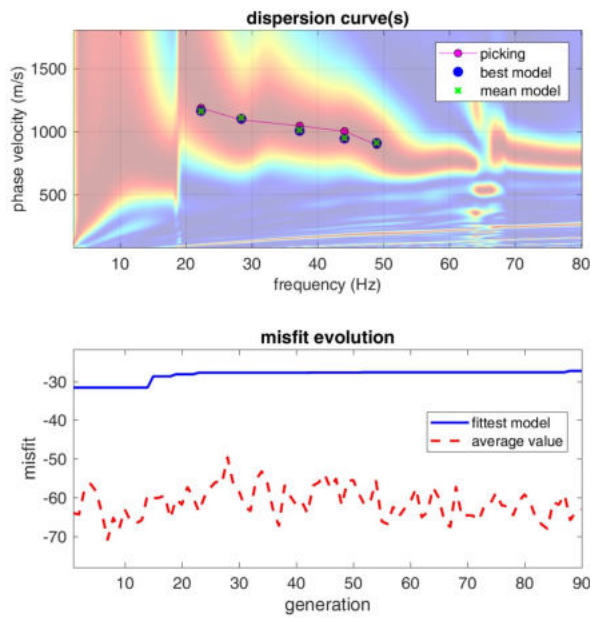 dispersion curve(s)
phase velocity (m/s)
1500
1000
500
picking
best model
mean model
10 20 30 40 50 60 70 80
frequency (Hz)
misfit evolution
misfit
-30
-40
-50
-60
-70
fittest model
average value
10 20 30 40 50 60 70 80 90
generation